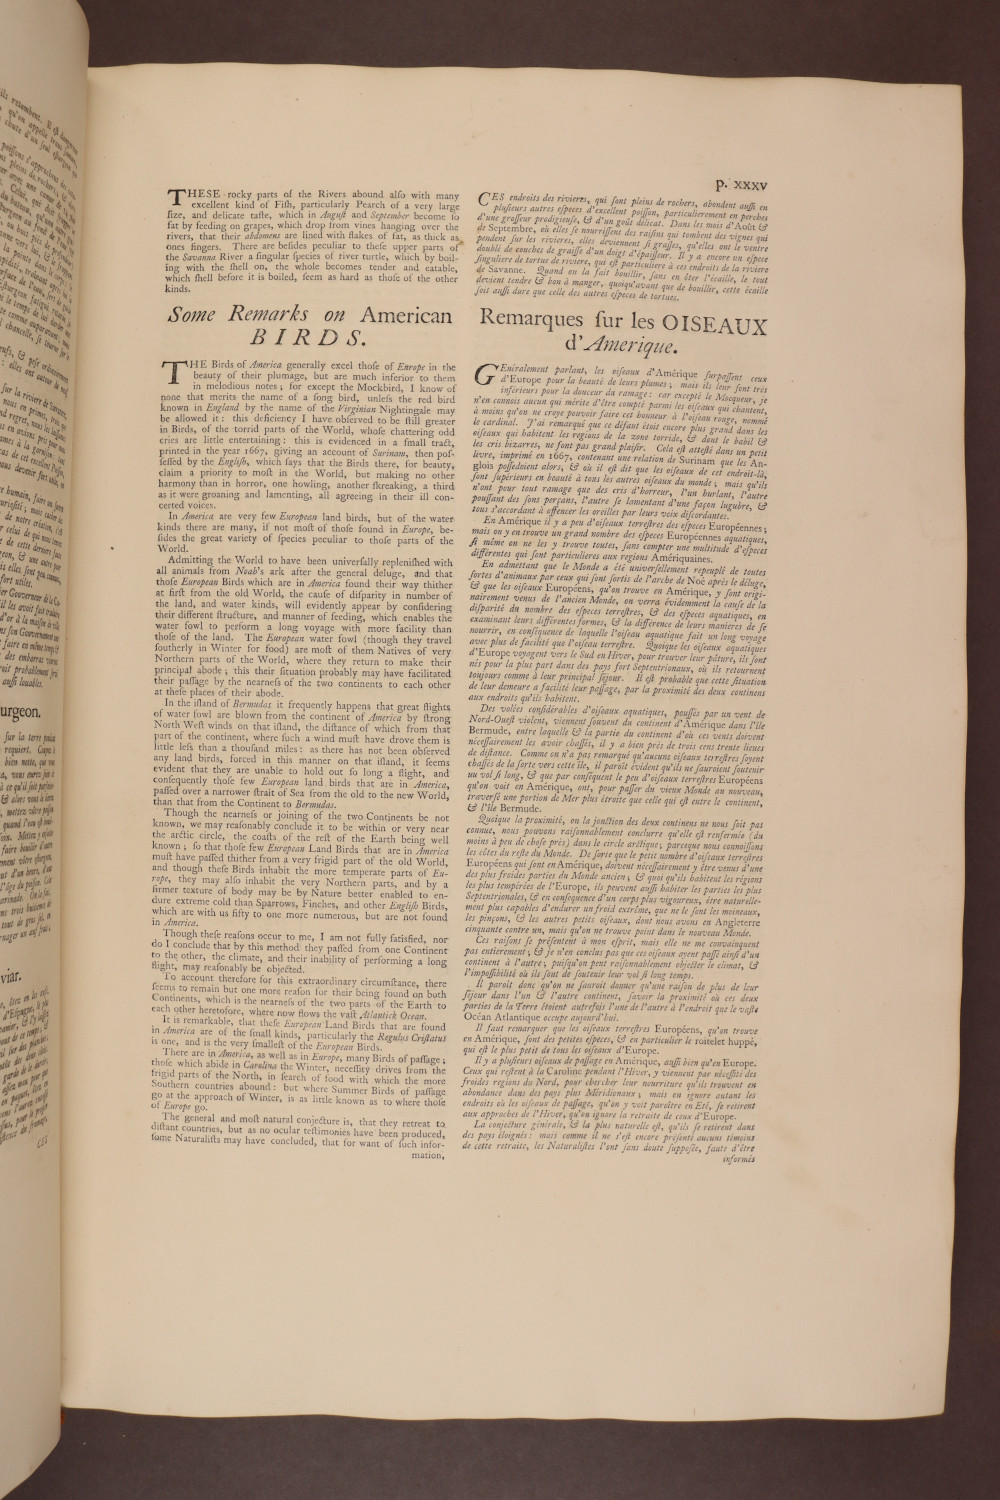 p. xxxv
THESE rocky parts of the Rivers abound alſo with many
excellent kind of Fiſh, particularly Pearch of a very large
ſize, and delicate taſte, which in Auguſt and September become ſo
fat by feeding on grapes, which drop from vines hanging over the
rivers, that their abdomens are lined with flakes of fat, as thick as
ones fingers. There are beſides peculiar to theſe upper parts of
the Savanna River a ſingular ſpecies of river turtle, which by boil-
ing with the ſhell on, the whole becomes tender and eatable,
which ſhell before it is boiled, ſeem as hard as thoſe of the other
kinds.
Some Remarks on American
BIRDS.
THE Birds of America generally excel thoſe of Europe in the
beauty of their plumage, but are much inferior to them
in melodious notes; for except the Mockbird, I know of
none that merits the name of a ſong bird, unleſs the red bird
known in England by the name of the Virginian Nightingale may
be allowed it: this deficiency I have obſerved to be ſtill greater
in Birds, of the torrid parts of the World, whoſe chattering odd
cries are little entertaining: this is evidenced in a ſmall tract,
printed in the year 1667, giving an account of Surinam, then poſ-
ſeſſed by the Engliſh, which ſays that the Birds there, for beauty,
claim a priority to moſt in the World, but making no other
harmony than in horror, one howling, another ſkreaking, a third
as it were groaning and lamenting, all agreeing in their ill con-
certed voices.
In America are very few European land birds, but of the water
kinds there are many, if not moſt of thoſe found in Europe, be-
ſides the great variety of ſpecies peculiar to thoſe parts of the
World.
Admitting the World to have been univerſally repleniſhed with
all animals from Noah's ark after the general deluge, and that
thoſe European Birds which are in America found their way thither
at firſt from the old World, the cauſe of diſparity in number of
the land, and water kinds, will evidently appear by conſidering
their different ſtructure, and manner of feeding, which enables the
water fowl to perform a long voyage with more facility than
thoſe of the land. The European water fowl (though they travel
ſoutherly in Winter for food) are moſt of them Natives of very
Northern parts of the World, where they return to make their
principal abode; this their ſituation probably may have facilitated
their paſſage by the nearneſs of the two continents to each other
at theſe places of their abode.
In the iſland of Bermudas it frequently happens that great flights
of water fowl are blown from the continent of America by ſtrong
North Weſt winds on that iſland, the diſtance of which from that
part of the continent, where ſuch a wind muſt have drove them is
little leſs than a thouſand miles: as there has not been obſerved
any land birds, forced in this manner on that iſland, it ſeems
evident that they are unable to hold out ſo long a flight, and
conſequently thoſe few European land birds that are in America,
paſſed over a narrower ſtrait of Sea from the old to the new World,
than that from the Continent to Bermudas.
Though the nearneſs or joining of the two Continents be not
known, we may reaſonably conclude it to be within or very near
the arctic circle, the coaſts of the reſt of the Earth being well
known; ſo that thoſe few European Land Birds that are in America
muſt have paſſed thither from a very frigid part of the old World,
and though theſe Birds inhabit the more temperate parts of Eu-
rope, they may alſo inhabit the very Northern parts, and by a
firmer texture of body may be by Nature better enabled to en-
dure extreme cold than Sparrows, Finches, and other Engliſh Birds,
which are with us fifty to one more numerous, but are not found
in America.
Though theſe reaſons occur to me, I am not fully ſatisfied, nor
do I conclude that by this method they paſſed from one Continent
to the other, the climate, and their inability of performing a long
flight, may reaſonably be objected.
To account therefore for this extraordinary circumſtance, there
ſeems to remain but one more reaſon for their being found on both
Continents, which is the nearneſs of the two parts of the Earth to
each other heretofore, where now flows the vaſt Atlantick Ocean.
It is remarkable, that theſe European Land Birds that are found
in America are of the ſmall kinds, particularly the Regulus Criſtatus
is one, and is the very ſmalleſt of the European Birds.
There are in America, as well as in Europe, many Birds of paſſage;
thoſe which abide in Carolina the Winter, neceſſity drives from the
frigid parts of the North, in ſearch of food with which the more
Southern countries abound: but where Summer Birds of paſſage
go at the approach of Winter, is as little known as to where thoſe
of Europe go.
The general and moſt natural conjecture is, that they retreat to
diſtant countries, but as no ocular teſtimonies have been produced,
ſome Naturaliſts may have concluded, that for want of ſuch infor-
mation,
CES endroits des rivieres, qui ſont pleins de rochers, abondent auſſi en
pluſieurs autres eſpeces d'excellent poiſſon, particulierement en perches
d'une groſſeur prodigieuſe, & d'un goût délicat. Dans les mois d'Août &
de Septembre, où elles ſe nourriſſent des raiſins qui tombent des vignes qui
pendent ſur les rivieres, elles deviennent ſi graſſes, qu'elles ont le ventre
doublé de couches de graiſſe d'un doigt d'épaiſſeur. Il y a encore un eſpece
ſinguliere de tortue de riviere, qui eſt particuliere à ces endroits de la riviere
de Savanne. Quand on la fait bouillir, ſans en ôter l'écaille, le tout
devient tendre & bon à manger, quoiqu'avant que de bouillir, cette écaille
ſoit auſſi dure que celle des autres eſpeces de tortues.
Remarques ſur les OISEAUX
d'Amerique.
GEniralement parlant, les oiſeaux d'Amérique ſurpaſſent ceux
d'Europe pour la beauté de leurs plumes; mais ils leur ſont très
inférieurs pour la douceur du ramage: car excepté le Mocqueur, je
n'en connois aucun qui mérite d'être compté parmi les oiſeaux qui chantent,
à moins qu'on ne croye pouvoir faire cet honneur à l'oiſeau rouge, nommé
le cardinal. J'ai remarqué que ce défaut étoit encore plus grand dans les
oiſeaux qui habitent les regions de la zone torride, & dont le babil &
les cris bizarres, ne ſont pas grand plaiſir. Cela eſt atteſté dans un petit
livre, imprimé en 1667, contenant une relation de Surinam que les An-
glois poſſedoient alors, & où il eſt dit que les oiſeaux de cet endroit-là,
ſont ſupérieurs en beauté à tous les autres oiſeaux du monde; mais qu'ils
n'ont pour tout ramage que des cris d'horreur, l'un hurlant, l'autre
pouſſant des ſons perçans, l'autre ſe lamentant d'une façon lugubre, &
tous s'accordant à offencer les oreilles par leurs voix diſcordantes.
En Amérique il y a peu d'oiſeaux terreſtres des eſpeces Européennes;
mais on y en trouve un grand nombre des eſpeces Européennes aquatiques,
ſi même on ne les y trouve toutes, ſans compter une multitude d'eſpeces
différentes qui ſont particulieres aux regions Amériquaines.
En admettant que le Monde a été univerſellement repeuplé de toutes
ſortes d'animaux par ceux qui ſont ſortis de l'arche de Noë après le déluge,
& que les oiſeaux Européens, qu'on trouve en Amérique, y ſont origi-
nairement venus de l'ancien Monde, on verra évidemment la cauſe de la
diſparité du nombre des eſpeces terreſtres, & des eſpeces aquatiques, en
examinant leurs différentes formes, & la différence de leurs manieres de ſe
nourrir, en conſéquence de laquelle l'oiſeau aquatique fait un long voyage
avec plus de facilité que l'oiſeau terreſtre. Quoique les oiſeaux aquatiques
d'Europe voyagent vers le Sud en Hiver, pour trouver leur pâture, ils ſont
nés pour la plus part dans des pays fort Septentrionaux, où ils retournent
toujours comme à leur principal ſéjour. Il eſt probable que cette ſituation
de leur demeure a facilité leur paſſage, par la proximité des deux continens
aux endroits qu'ils habitent.
Des volées conſidérables d'oiſeaux aquatiques, pouſſés par un vent de
Nord-Oueſt violent, viennent ſouvent du continent d'Amérique dans l'Ile
Bermude, entre laquelle & la partie du continent d'où ces vents doivent
néceſſairement les avoir chaſſés, il y a bien près de trois cens trente lieues
de diſtance. Comme on n'a pas remarqué qu'aucuns oiſeaux terreſtres ſoyent
chaſſés de la ſorte vers cette île, il paroît évident qu'ils ne ſauroient ſoutenir
uu vol ſi long, & que par conſéquent le peu d'oiſeaux terreſtres Européens
qu'on voit en Amérique, ont, pour paſſer du vieux Monde au nouveau,
traverſé une portion de Mer plus étroite que celle qui eſt entre le continent,
& l'île Bermude.
Quoique la proximité, on la jonction des deux continens ne nous ſoit pas
connue, nous pouvons raiſonnablement conclurre qu'elle eſt renfermée (du
moins à peu de choſe près) dans le circle arctique; parceque nous connoiſſons
les côtes du reſte du Monde. De ſorte que le petit nombre d'oiſeaux terreſtres
Européens qui ſont en Amérique, doivent néceſſairement y être venus d'une
des plus froides parties du Monde ancien; & quoi qu'ils habitent les régions
les plus tempérées de l'Europe, ils peuvent auſſi habiter les parties les plus
Septentrionales, & en conſequence d'un corps plus vigoureux, être naturelle-
ment plus capables d'endurer un froid extrême, que ne le ſont les moineaux,
les pinçons, & les autres petits oiſeaux, dont nous avons en Angleterre
cinquante contre un, mais qu'on ne trouve point dans le nouveau Monde.
Ces raiſons ſe préſentent à mon eſprit, mais elle ne me convainquent
pas entierement; & je n'en conclus pas que ces oiſeaux ayent paſſé ainſi d'un
continent à l'autre; puiſqu'on peut raiſonnablement objecter le climat, &
l'impoſſibilité où ils ſont de ſoutenir leur vol ſi long temps.
Il paroît donc qu'on ne ſauroit donner qu'une raiſon de plus de leur
ſéjour dans l'un & l'autre continent, ſavoir la proximité où ces deux
parties de la Terre étoient autrefois l'une de l'autre à l'endroit que le vaſte
Océan Atlantique occupe aujourd'hui.
Il faut remarquer que les oiſeaux terreſtres Européens, qu'on trouve
en Amérique, ſont des petites eſpeces, & en particulier le roitelet huppé,
qui eſt le plus petit de tous les oiſeaux d'Europe.
Il y a pluſieurs oiſeaux de paſſage en Amérique, auſſi bien qu'en Europe.
Ceux qui reſtent à la Caroline pendant l'Hiver, y viennent par néceſſité des
froides regions du Nord, pour chercher leur nourriture qu'ils trouvent en
abondance dans des pays plus Méridionaux; mais on ignore autant les
endroits où les oiſeaux de paſſage, qu'on y voit paraître en Eté, ſe retirent
aux approches de l'Hiver, qu'on ignore la retraite de ceux d'Europe.
La conjecture générale, & la plus naturelle eſt, qu'ils ſe retirent dans
des pays éloignés: mais comme il ne s'eſt encore préſenté aucuns témoins
de cette retraite, les Naturaliſtes l'ont ſans doute ſuppoſée, faute d'être
informés